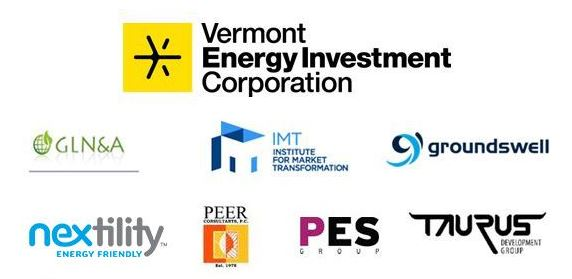 Vermont
Energy Investment
Corporation
GLN&A
IMT
INSTITUTE
FOR MARKET
TRANSFORMATION
groundswell
nextility™
ENERGY FRIENDLY
PEER
CONSULTANTS, P.C.
Est. 1978
PES
GROUP
TAURUS
DEVELOPMENT
GROUP